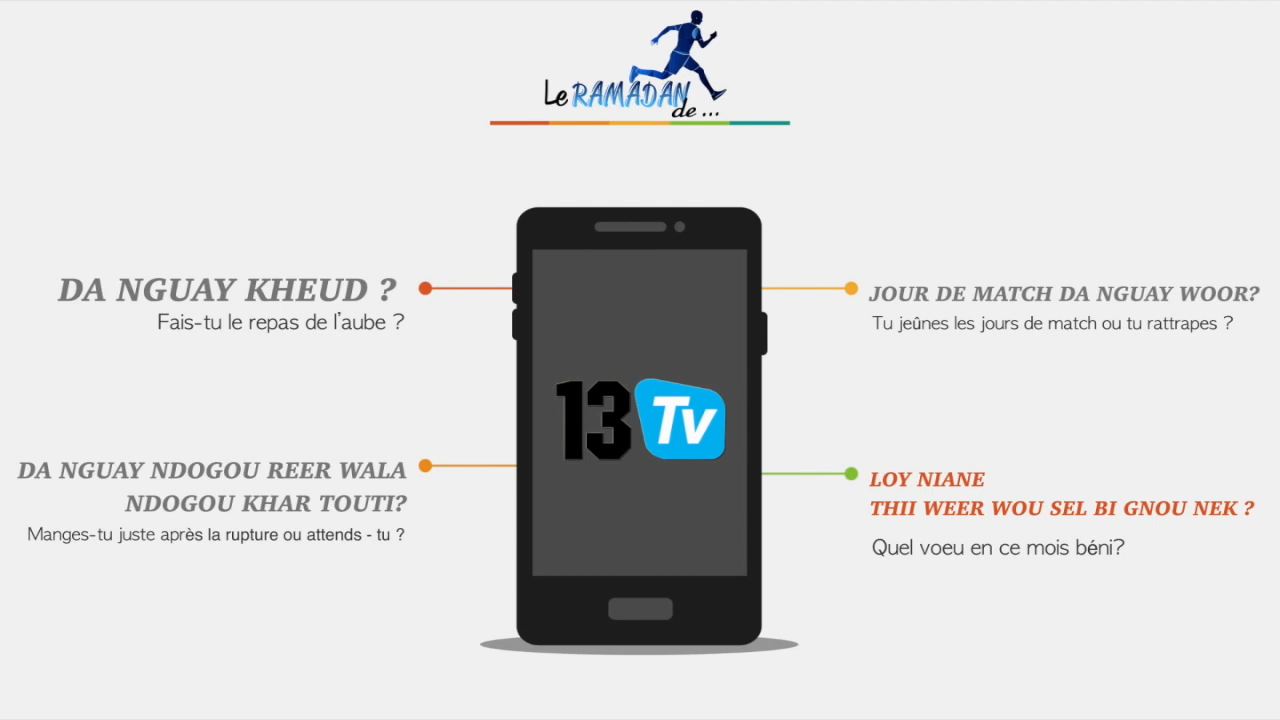 Le RAMADAN
de ...
DA NGUAY KHEUD ?
Fais-tu le repas de l'aube ?
JOUR DE MATCH DA NGUAY WOOR?
Tu jeûnes les jours de match ou tu rattrapes ?
13 Tv
DA NGUAY NDOGOU REER WALA
NDOGOU KHAR TOUTI?
Manges-tu juste après la rupture ou attends - tu ?
LOY NIANE
THII WEER WOU SEL BI GNOU NEK ?
Quel voeu en ce mois béni?